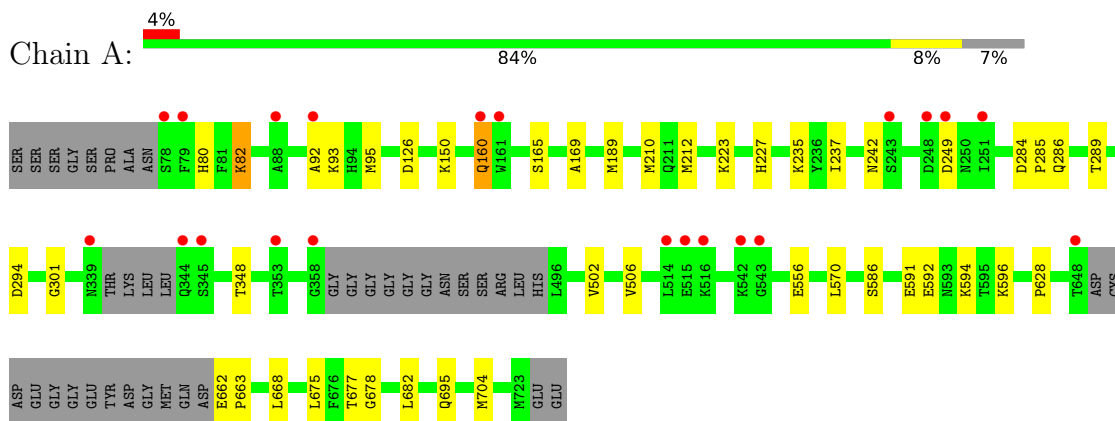 4%
Chain A:
84% 8% 7%
SER SER SER GLY SER PRO ALA ASN S78 F79 H80 F81 K82 A88 A92 K93 H94 M95 D126 K150 Q160 W161 S165 A169 M189 M210 Q211 M212 K223 H227 K235 Y236 I237 N242 S243 D248 D249 N250 I251 D284 P285 Q286 T289
D294 G301 N339 THR LYS LEU LEU Q344 S345 T348 T353 G358 GLY GLY GLY GLY GLY GLY ASN SER SER ARG LEU HIS L496 V502 V506 L514 E515 K516 K542 G543 E556 L570 S586 E591 E592 N593 K594 T595 K596 P628 T648 ASP CYS
ASP GLU GLY GLY GLU TYR ASP GLY MET GLN ASP E662 P663 L668 L675 F676 T677 G678 L682 Q695 M704 M723 GLU GLU